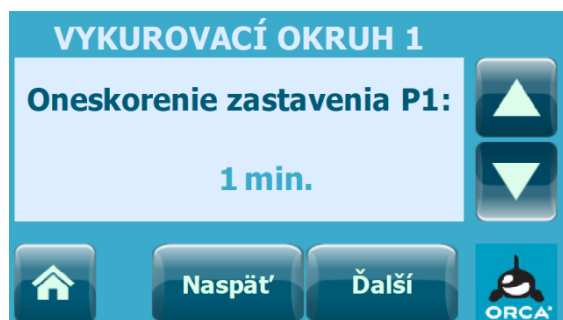 VYKUROVACÍ OKRUH 1
Oneskorenie zastavenia P1:
1 min.
Naspäť
Ďalší
ORCA